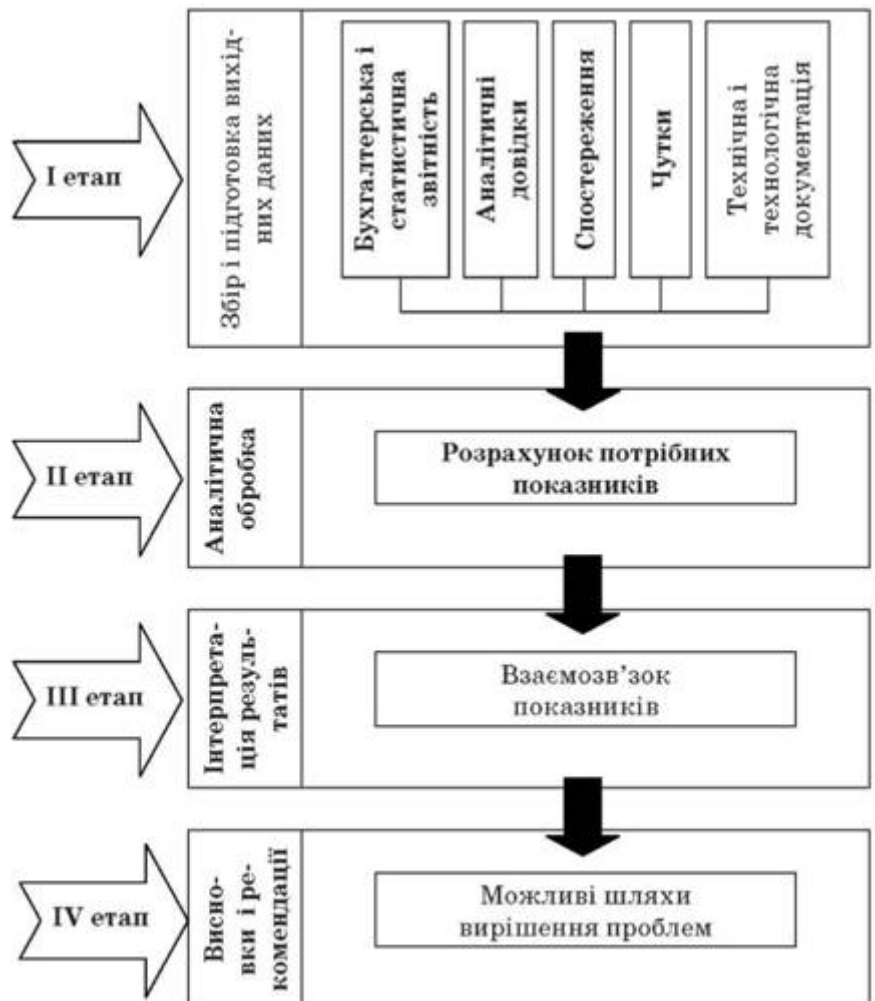 I етап
Збір і підготовка вихід-
них даних
Бухгалтерська і
статистична
звітність
Аналітичні
довідки
Спостереження
Чутки
Технічна і
технологічна
документація
II етап
Аналітична
обробка
Розрахунок потрібних
показників
III етап
Інтерпрета-
ція резуль-
татів
Взаємозв’язок
показників
IV етап
Висно-
вки і ре-
комендації
Можливі шляхи
вирішення проблем